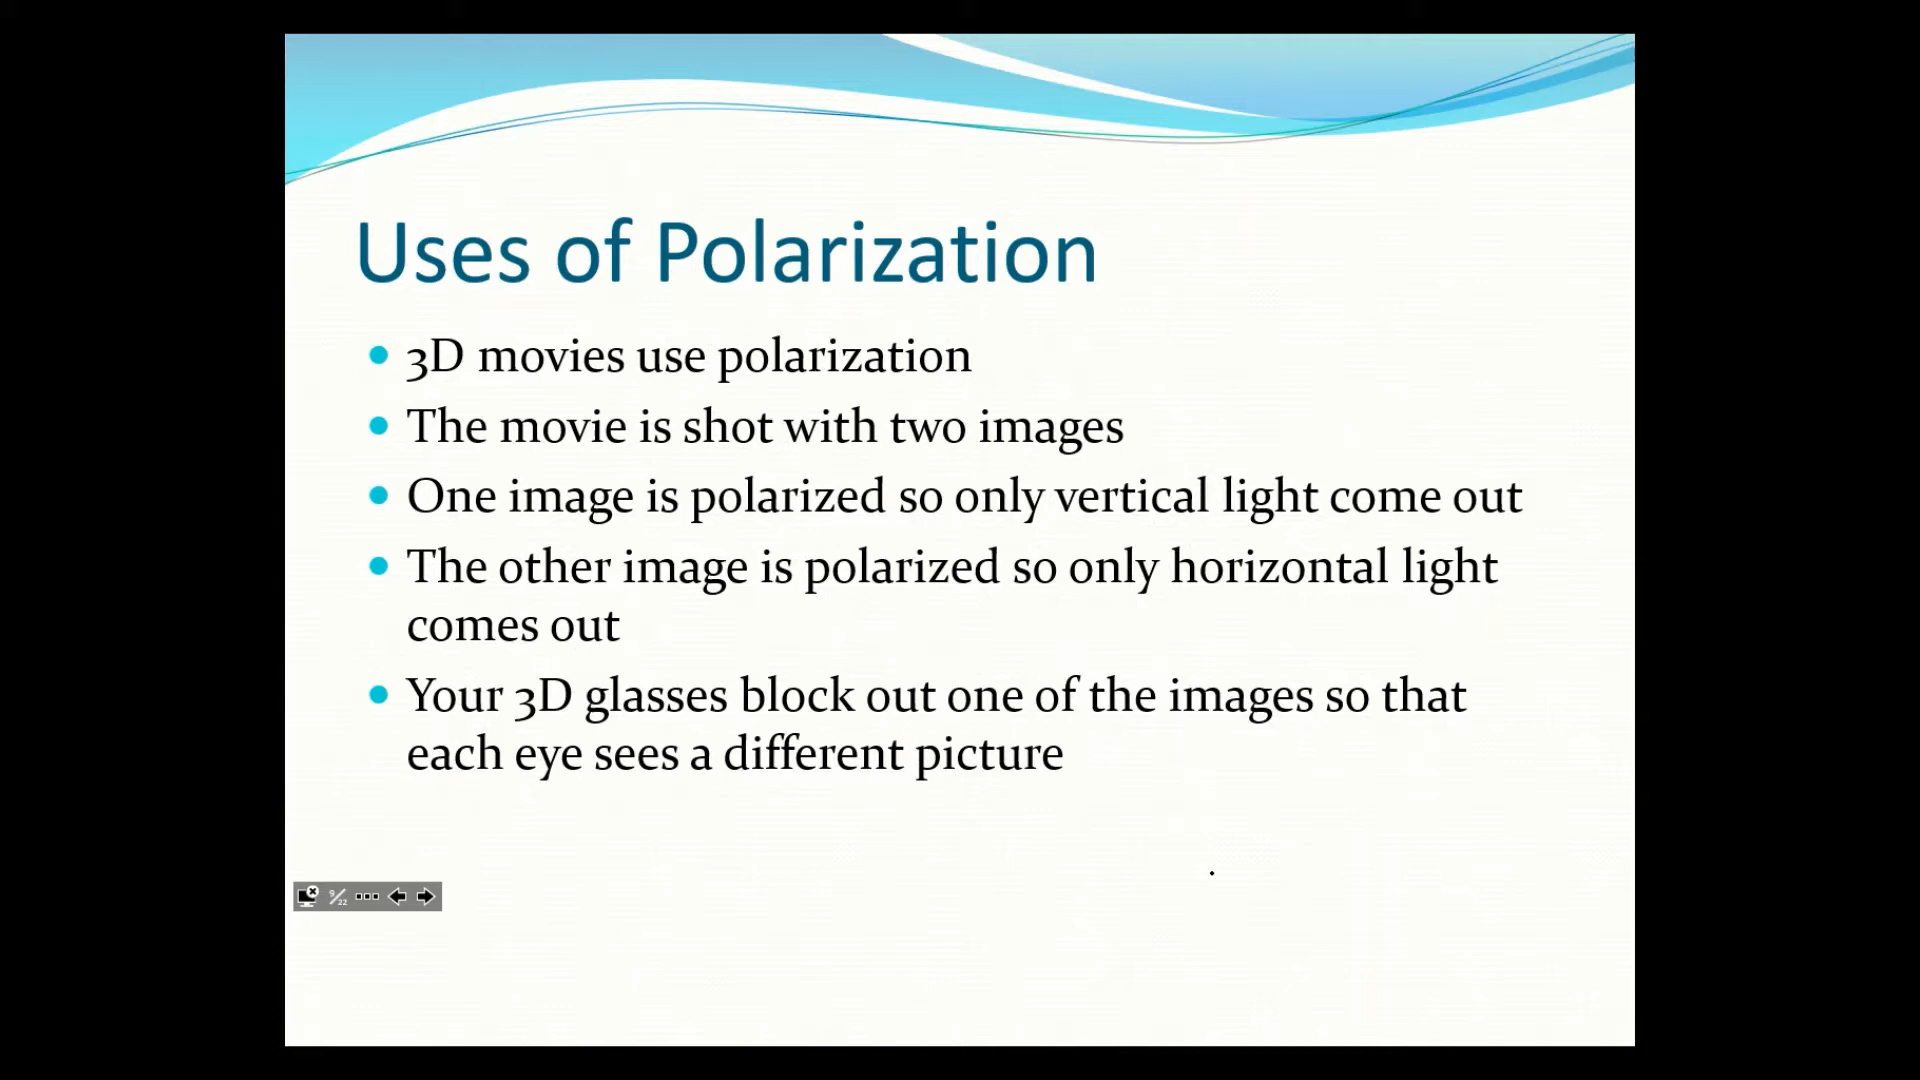 Uses of Polarization
3D movies use polarization
The movie is shot with two images
One image is polarized so only vertical light come out
The other image is polarized so only horizontal light
comes out
Your 3D glasses block out one of the images so that
each eye sees a different picture
9/22